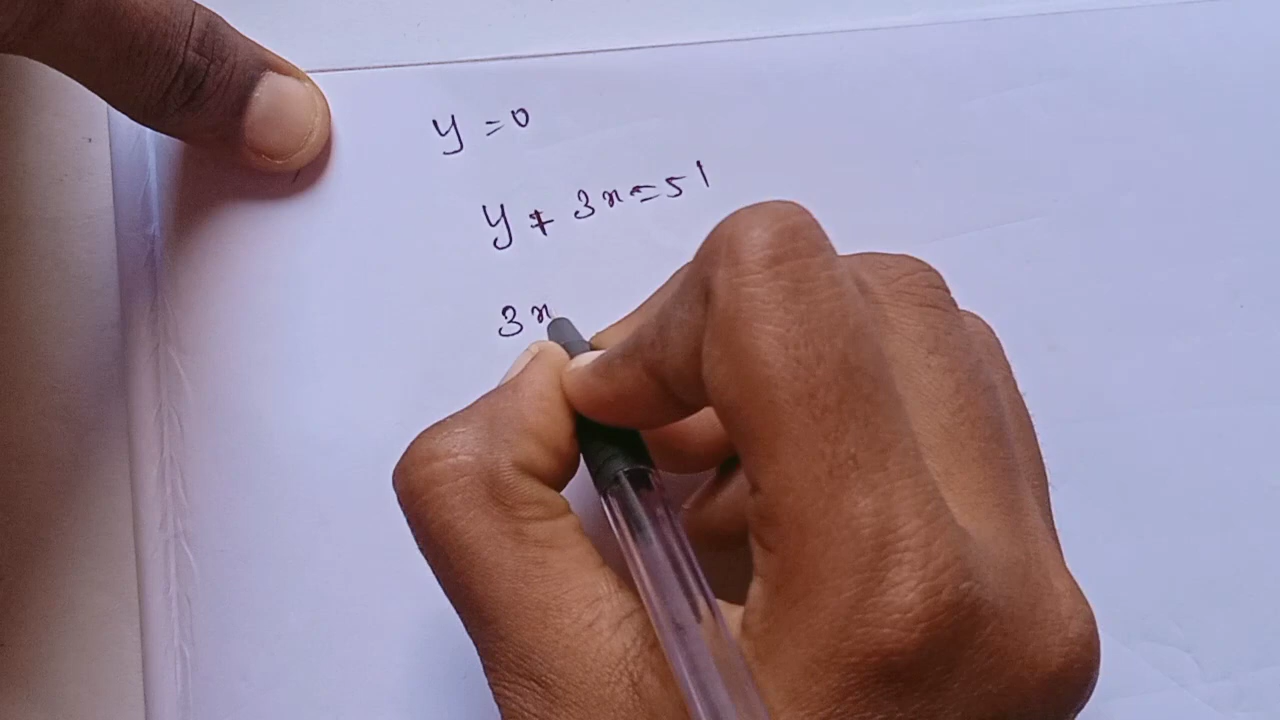 y = 0
y + 3x = 51
3x